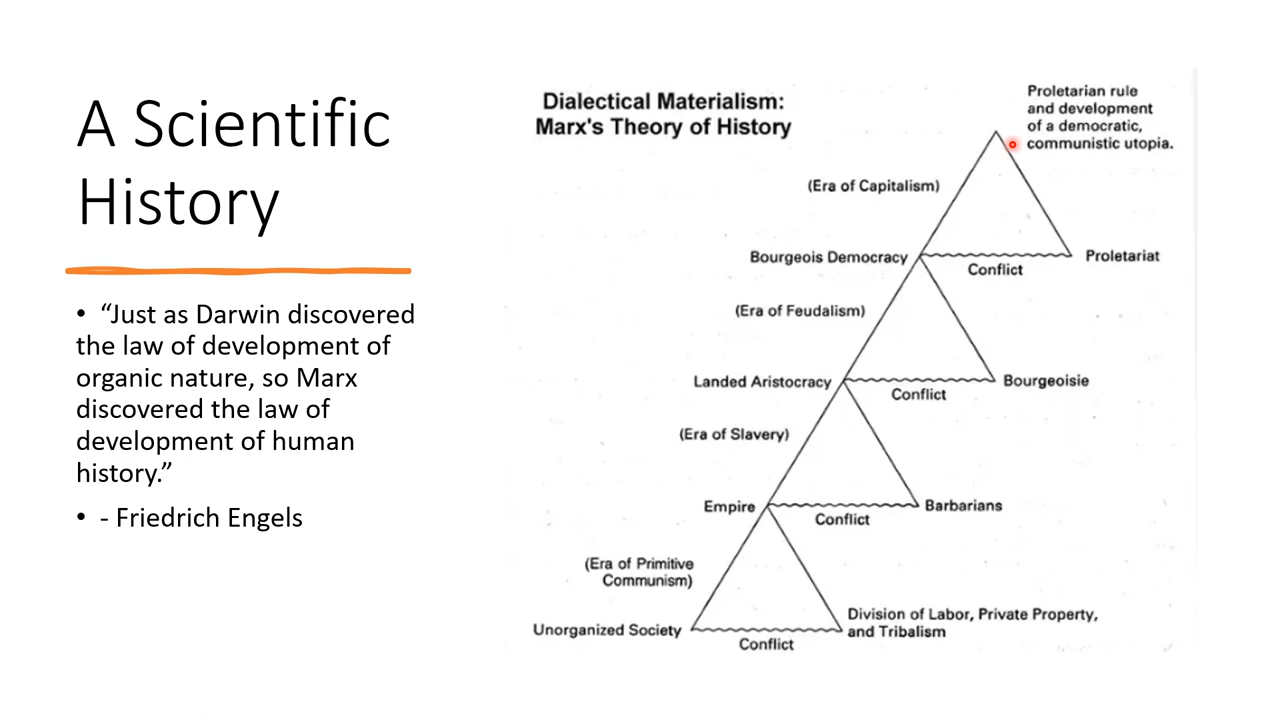 A Scientific
History
• “Just as Darwin discovered
the law of development of
organic nature, so Marx
discovered the law of
development of human
history.”
• - Friedrich Engels
Dialectical Materialism:
Marx's Theory of History
Proletarian rule
and development
of a democratic,
communistic utopia.
(Era of Capitalism)
Bourgeois Democracy
Conflict
Proletariat
(Era of Feudalism)
Landed Aristocracy
Conflict
Bourgeoisie
(Era of Slavery)
Empire
Conflict
Barbarians
(Era of Primitive
Communism)
Unorganized Society
Conflict
Division of Labor, Private Property,
and Tribalism